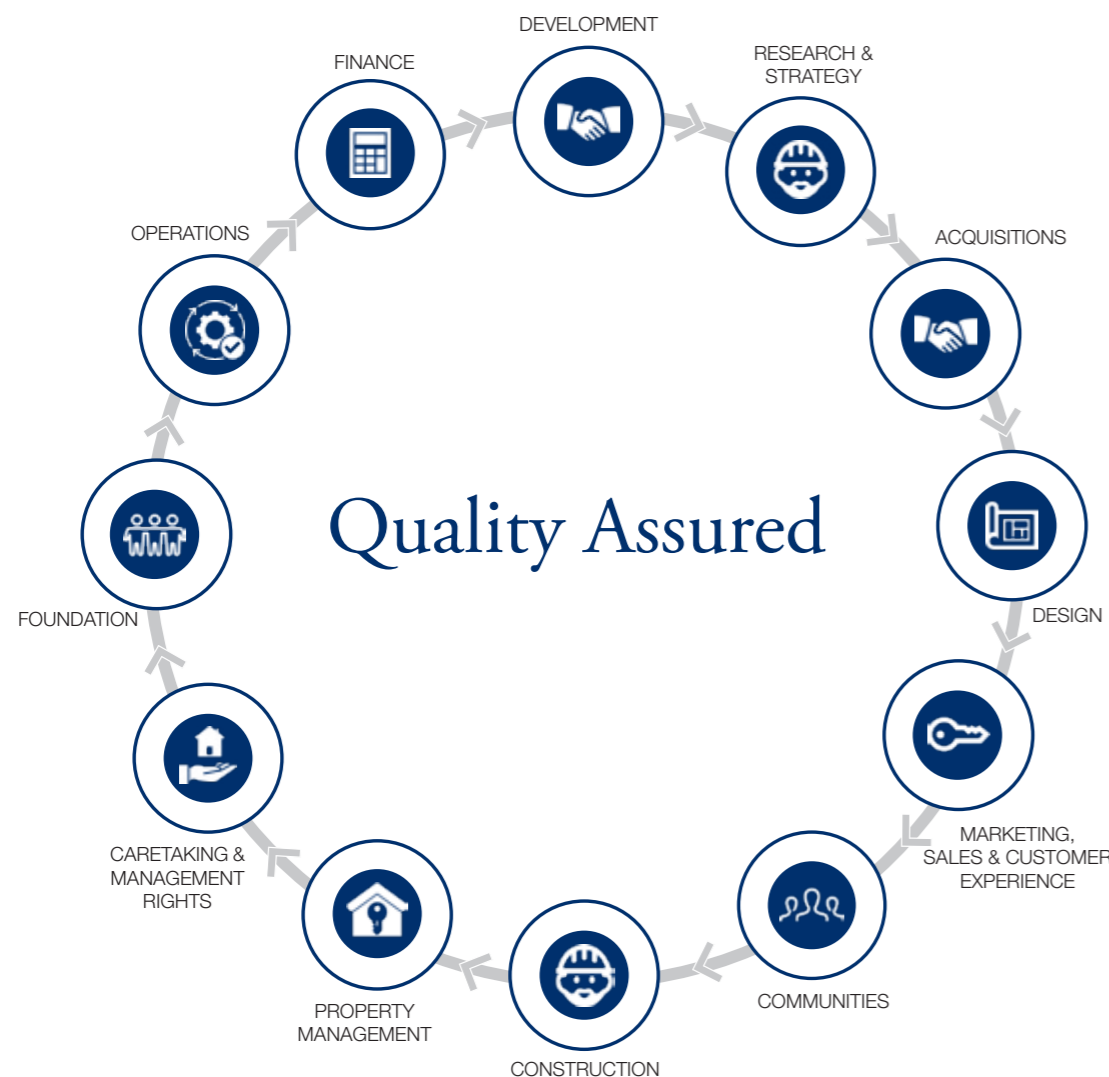 DEVELOPMENT
FINANCE
RESEARCH &
STRATEGY
OPERATIONS
ACQUISITIONS
Quality Assured
FOUNDATION
DESIGN
MARKETING,
SALES & CUSTOMER
EXPERIENCE
CARETAKING &
MANAGEMENT
RIGHTS
COMMUNITIES
PROPERTY
MANAGEMENT
CONSTRUCTION